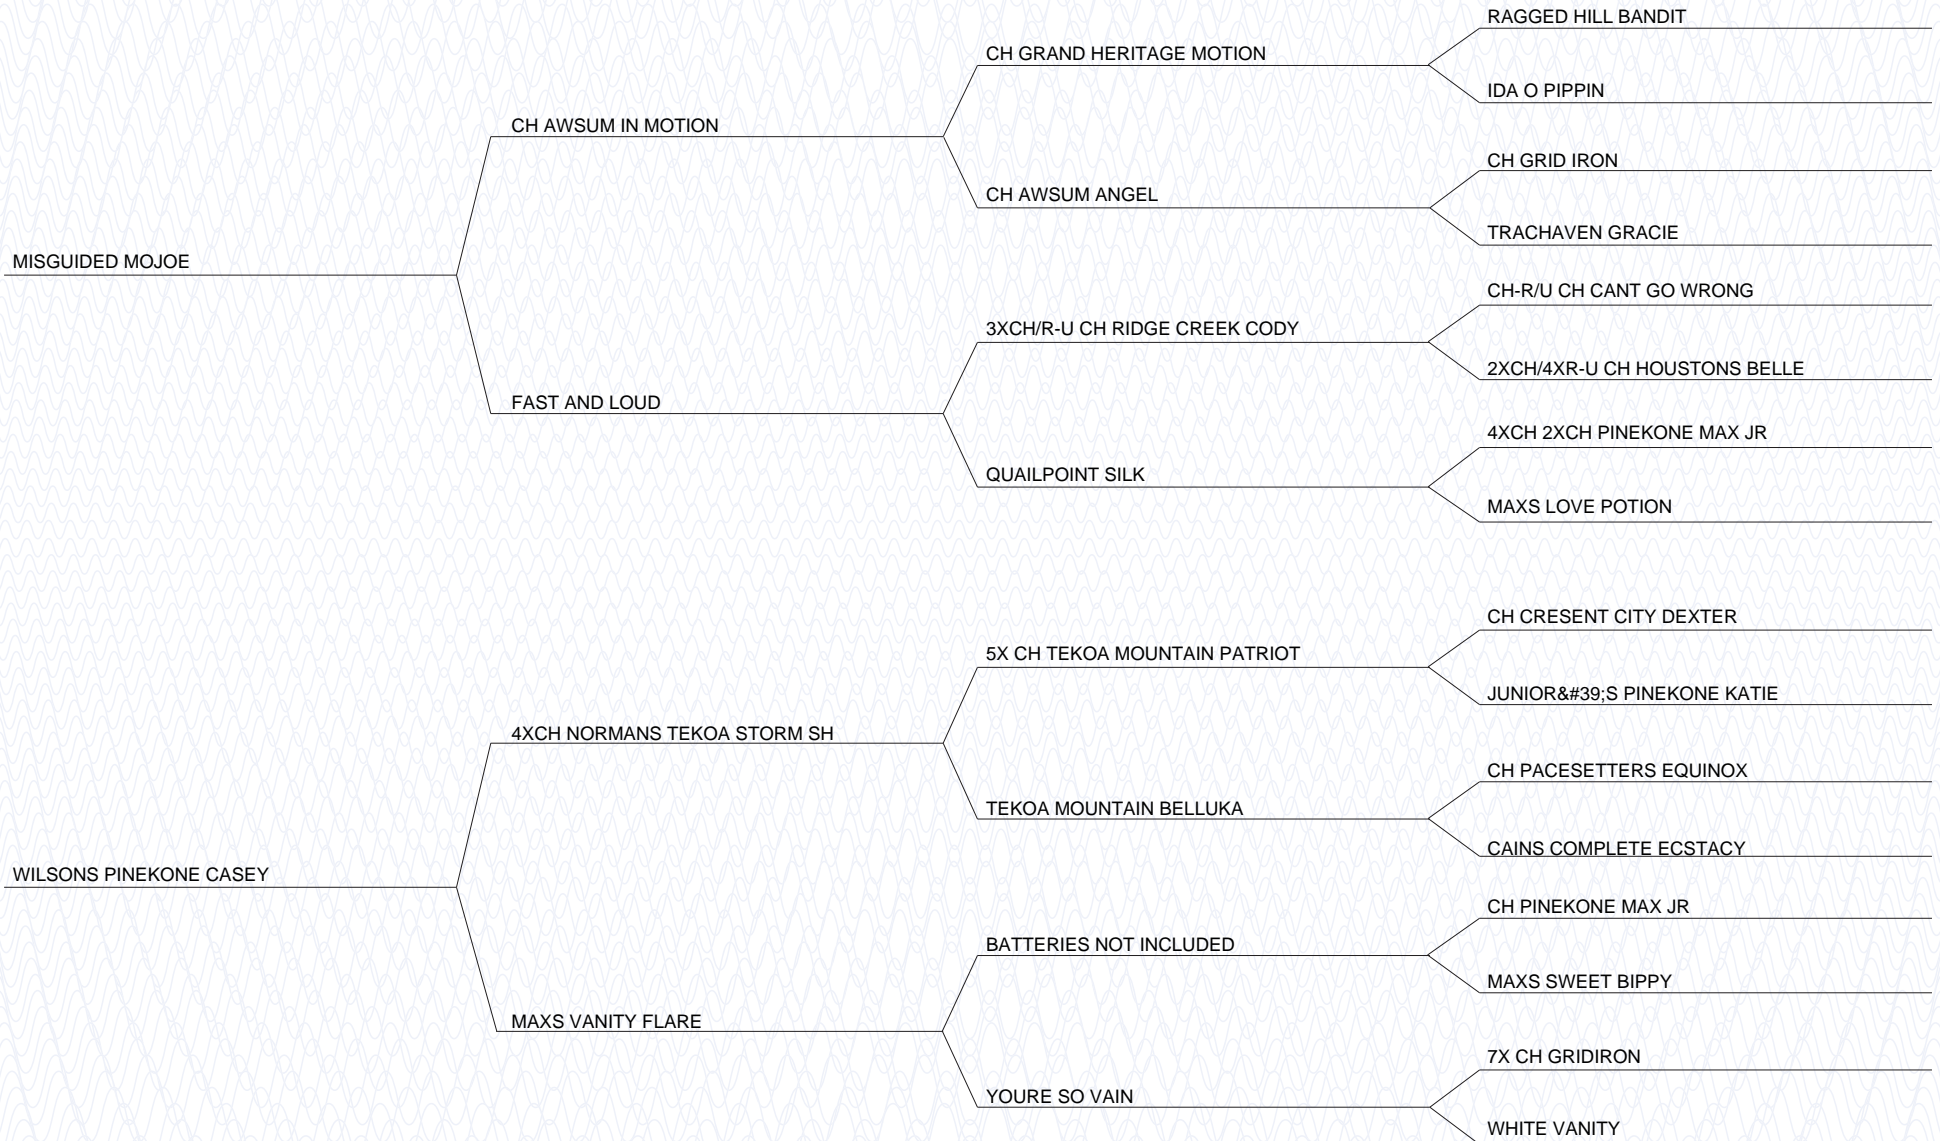 RAGGED HILL BANDIT
CH GRAND HERITAGE MOTION
IDA O PIPPIN
CH AWSUM IN MOTION
CH GRID IRON
CH AWSUM ANGEL
TRACHAVEN GRACIE
MISGUIDED MOJOE
CH-R/U CH CANT GO WRONG
3XCH/R-U CH RIDGE CREEK CODY
2XCH/4XR-U CH HOUSTONS BELLE
FAST AND LOUD
4XCH 2XCH PINEKONE MAX JR
QUAILPOINT SILK
MAXS LOVE POTION
CH CRESENT CITY DEXTER
5X CH TEKOA MOUNTAIN PATRIOT
JUNIOR&#39;S PINEKONE KATIE
4XCH NORMANS TEKOA STORM SH
CH PACESETTERS EQUINOX
TEKOA MOUNTAIN BELLUKA
CAINS COMPLETE ECSTACY
WILSONS PINEKONE CASEY
CH PINEKONE MAX JR
BATTERIES NOT INCLUDED
MAXS SWEET BIPPY
MAXS VANITY FLARE
7X CH GRIDIRON
YOURE SO VAIN
WHITE VANITY